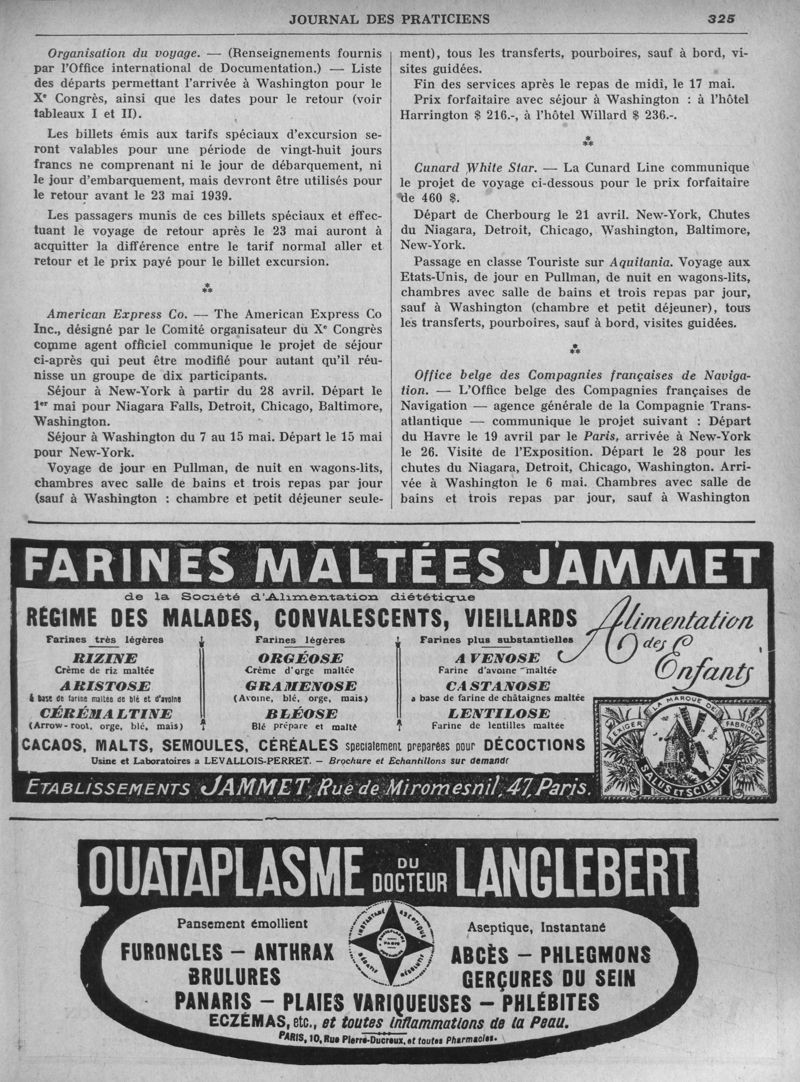 JOURNAL DES PRATICIENS 325
Organisation du voyage. — (Renseignements fournis
par l'Office international de Documentation.) — Liste
des départs permettant l'arrivée à Washington pour le
Xe Congrès, ainsi que les dates pour le retour (voir
tableaux I et II).
Les billets émis aux tarifs spéciaux d'excursion se-
ront valables pour une période de vingt-huit jours
francs ne comprenant ni le jour de débarquement, ni
le jour d'embarquement, mais devront être utilisés pour
le retour avant le 23 mai 1939.
Les passagers munis de ces billets spéciaux et effec-
tuant le voyage de retour après le 23 mai auront à
acquitter la différence entre le tarif normal aller et
retour et le prix payé pour le billet excursion.
***
American Express Co. — The American Express Co
Inc., désigné par le Comité organisateur du Xe Congrès
comme agent officiel communique le projet de séjour
ci-après qui peut être modifié pour autant qu'il réu-
nisse un groupe de dix participants.
Séjour à New-York à partir du 28 avril. Départ le
1er mai pour Niagara Falls, Detroit, Chicago, Baltimore,
Washington.
Séjour à Washington du 7 au 15 mai. Départ le 15 mai
pour New-York.
Voyage de jour en Pullman, de nuit en wagons-lits,
chambres avec salle de bains et trois repas par jour
(sauf à Washington : chambre et petit déjeuner seule-
ment), tous les transferts, pourboires, sauf à bord, vi-
sites guidées.
Fin des services après le repas de midi, le 17 mai.
Prix forfaitaire avec séjour à Washington : à l'hôtel
Harrington $ 216.-, à l'hôtel Willard $ 236.-.
***
Cunard White Star. — La Cunard Line communique
le projet de voyage ci-dessous pour le prix forfaitaire
de 460 $.
Départ de Cherbourg le 21 avril. New-York, Chutes
du Niagara, Detroit, Chicago, Washington, Baltimore,
New-York.
Passage en classe Touriste sur Aquitania. Voyage aux
Etats-Unis, de jour en Pullman, de nuit en wagons-lits,
chambres avec salle de bains et trois repas par jour,
sauf à Washington (chambre et petit déjeuner), tous
les transferts, pourboires, sauf à bord, visites guidées.
***
Office belge des Compagnies françaises de Naviga-
tion. — L'Office belge des Compagnies françaises de
Navigation — agence générale de la Compagnie Trans-
atlantique — communique le projet suivant : Départ
du Havre le 19 avril par le Paris, arrivée à New-York
le 26. Visite de l'Exposition. Départ le 28 pour les
chutes du Niagara, Detroit, Chicago, Washington. Arri-
vée à Washington le 6 mai. Chambres avec salle de
bains et trois repas par jour, sauf à Washington
FARINES MALTÉES JAMMET
de la Société d'Alimentation diététique
RÉGIME DES MALADES, CONVALESCENTS, VIEILLARDS
Alimentation
des
Enfants
Farines très légères
RIZINE
Crème de riz maltée
ARISTOSE
à base de farine maltée de blé et d'avoine
CÉRÉMALTINE
(Arrow-root, orge, blé, maïs)
Farines légères
ORGÉOSE
Crème d'orge maltée
GRAMENOSE
(Avoine, blé, orge, maïs)
BLÉOSE
Blé préparé et malté
Farines plus substantielles
AVENOSE
Farine d'avoine maltée
CASTANOSE
a base de farine de châtaignes maltée
LENTILOSE
Farine de lentilles maltée
CACAOS, MALTS, SEMOULES, CÉRÉALES specialement preparées pour DÉCOCTIONS
Usine et Laboratoires a LEVALLOIS-PERRET. — Brochure et Echantillons sur demande
ETABLISSEMENTS JAMMET, Rue de Miromesnil, 47, Paris.
EXIGER LA MARQUE DE FABRIQUE
SALUS ET SCIENTIA
OUATAPLASME DU DOCTEUR LANGLEBERT
Pansement émollient
Aseptique, Instantané
FURONCLES — ANTHRAX
ABCÈS — PHLEGMONS
BRULURES
GERÇURES DU SEIN
PANARIS — PLAIES VARIQUEUSES — PHLÉBITES
ECZÉMAS, etc., et toutes inflammations de la Peau.
PARIS, 10, Rue Pierre-Ducreux, et toutes Pharmacies.
INSTANTANÉ ASEPTIQUE